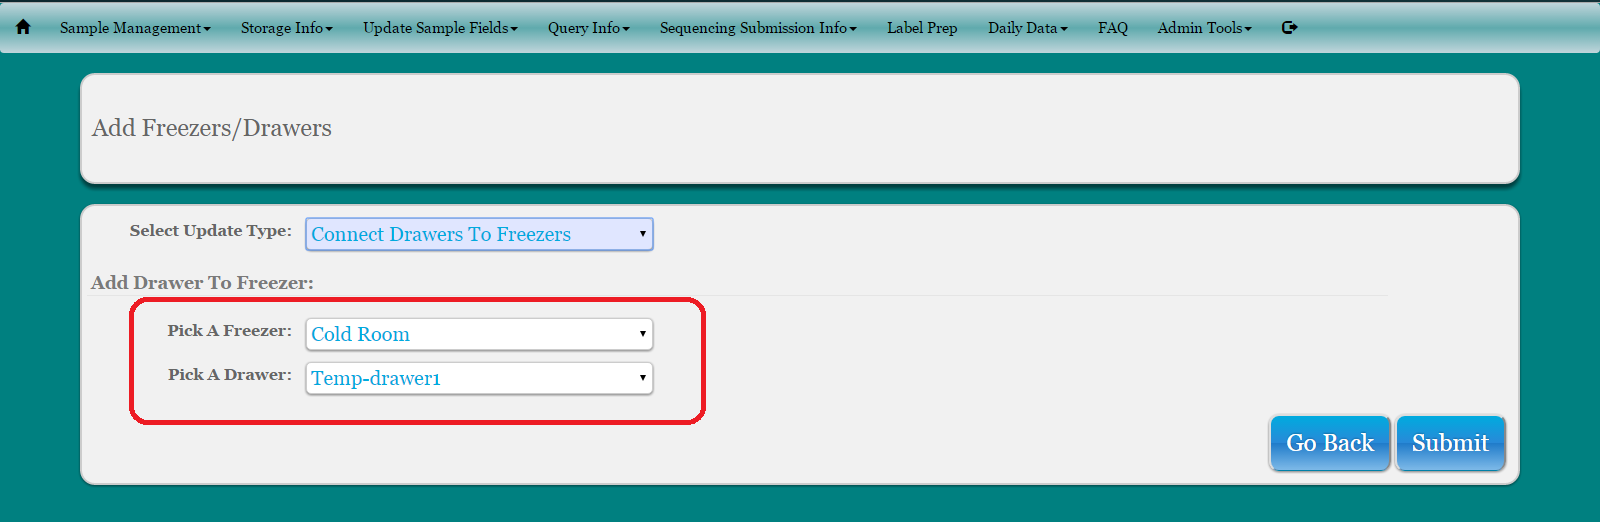 Sample Management Storage Info Update Sample Fields Query Info Sequencing Submission Info Label Prep Daily Data FAQ Admin Tools
Add Freezers/Drawers
Select Update Type: Connect Drawers To Freezers
Add Drawer To Freezer:
Pick A Freezer: Cold Room
Pick A Drawer: Temp-drawer1
Go Back Submit